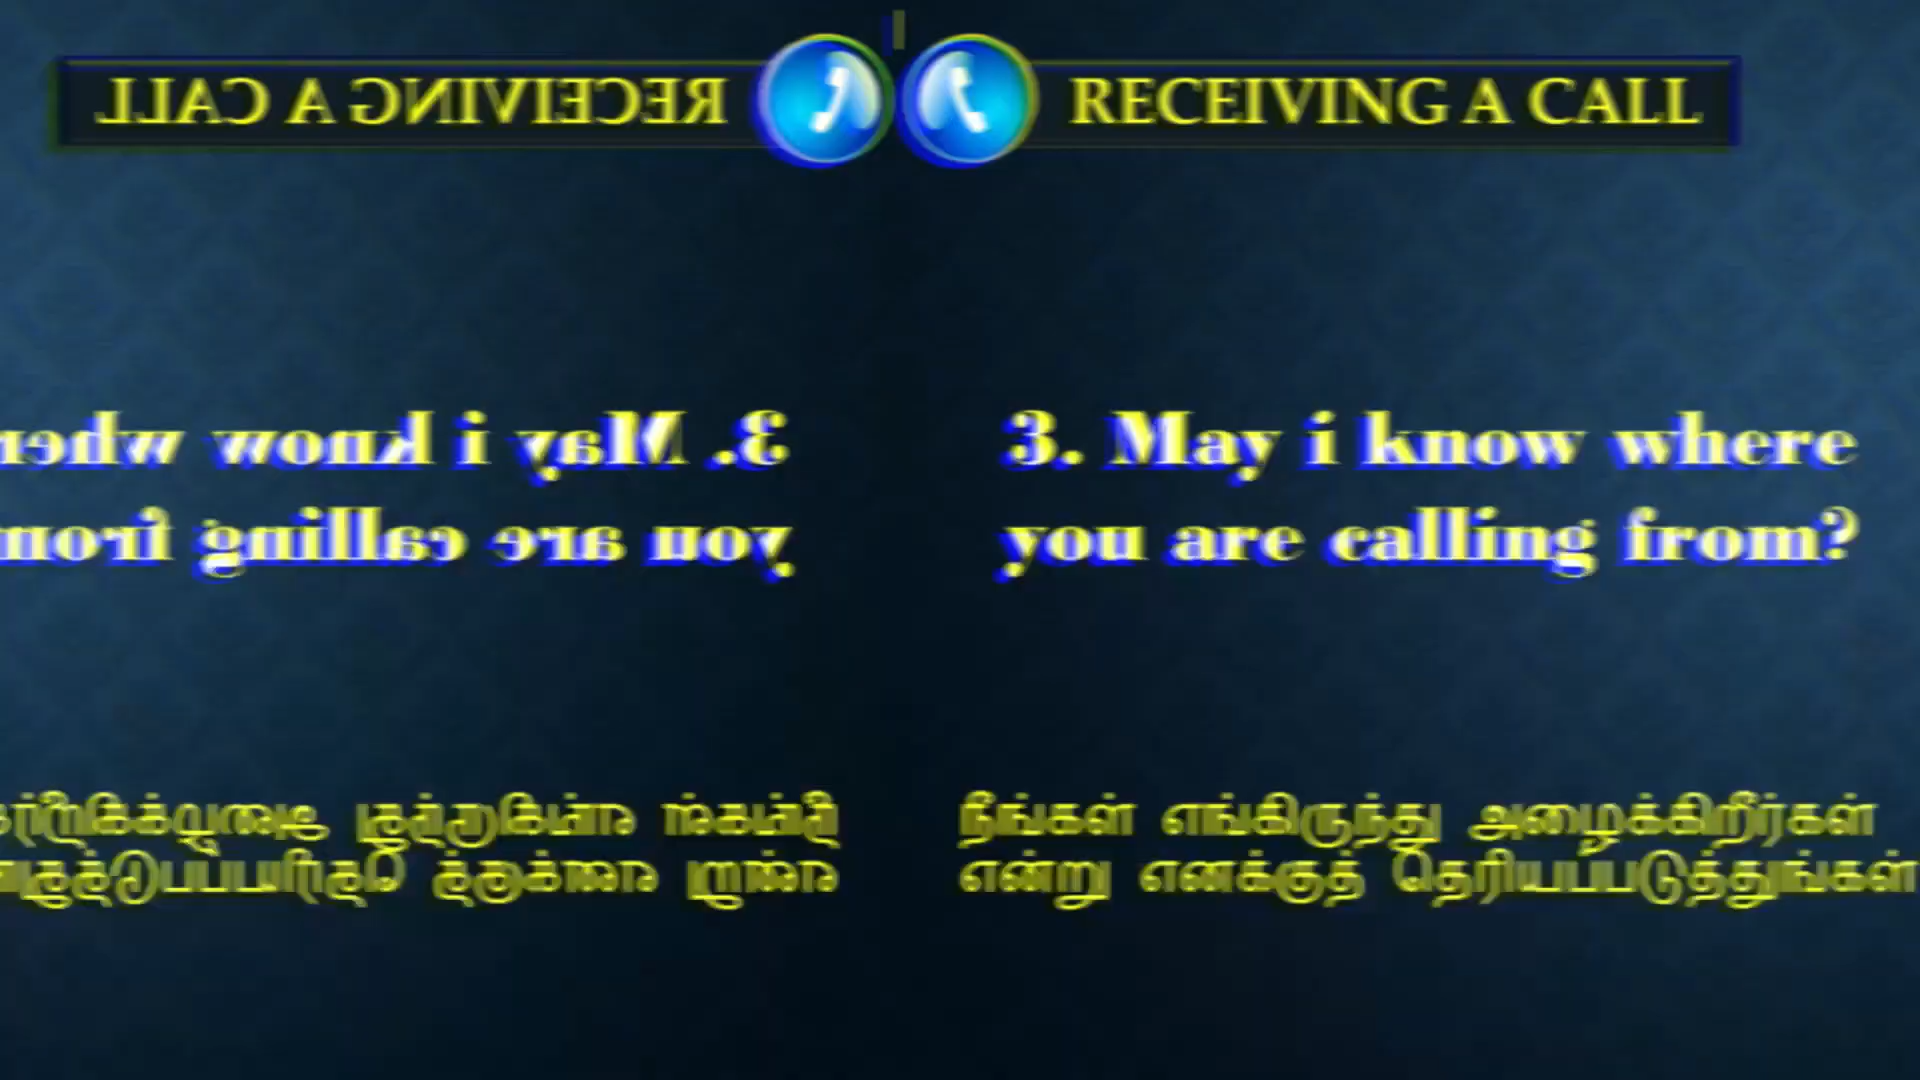 RECEIVING A CALL
3. May i know where
you are calling from?
நீங்கள் எங்கிருந்து அழைக்கிறீர்கள்
என்று எனக்குத் தெரியப்படுத்துங்கள்